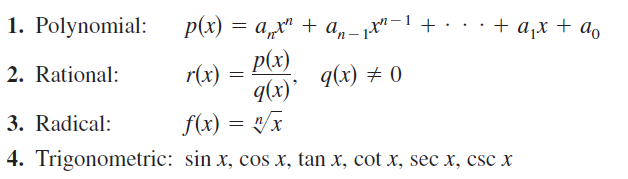 1. Polynomial: p(x) = aₙxⁿ + aₙ₋₁xⁿ⁻¹ + · · · + a₁x + a₀
2. Rational: r(x) = p(x)/q(x), q(x) ≠ 0
3. Radical: f(x) = ⁿ√x
4. Trigonometric: sin x, cos x, tan x, cot x, sec x, csc x